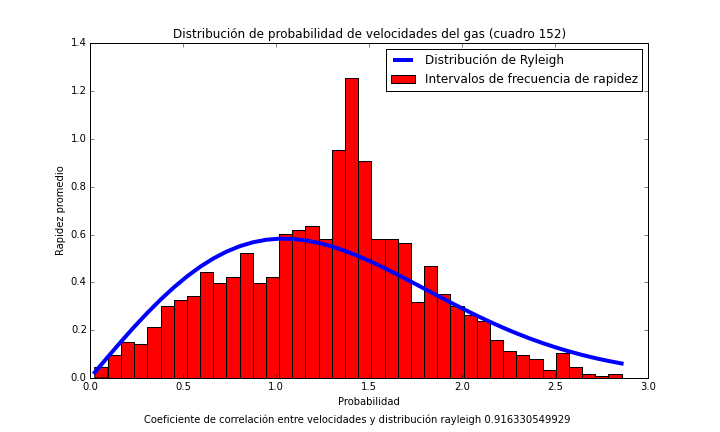 Distribución de probabilidad de velocidades del gas (cuadro 152)
Distribución de Ryleigh
Intervalos de frecuencia de rapidez
Rapidez promedio
1.4
1.2
1.0
0.8
0.6
0.4
0.2
0.0
0.0 0.5 1.0 1.5 2.0 2.5 3.0
Probabilidad
Coeficiente de correlación entre velocidades y distribución rayleigh 0.916330549929